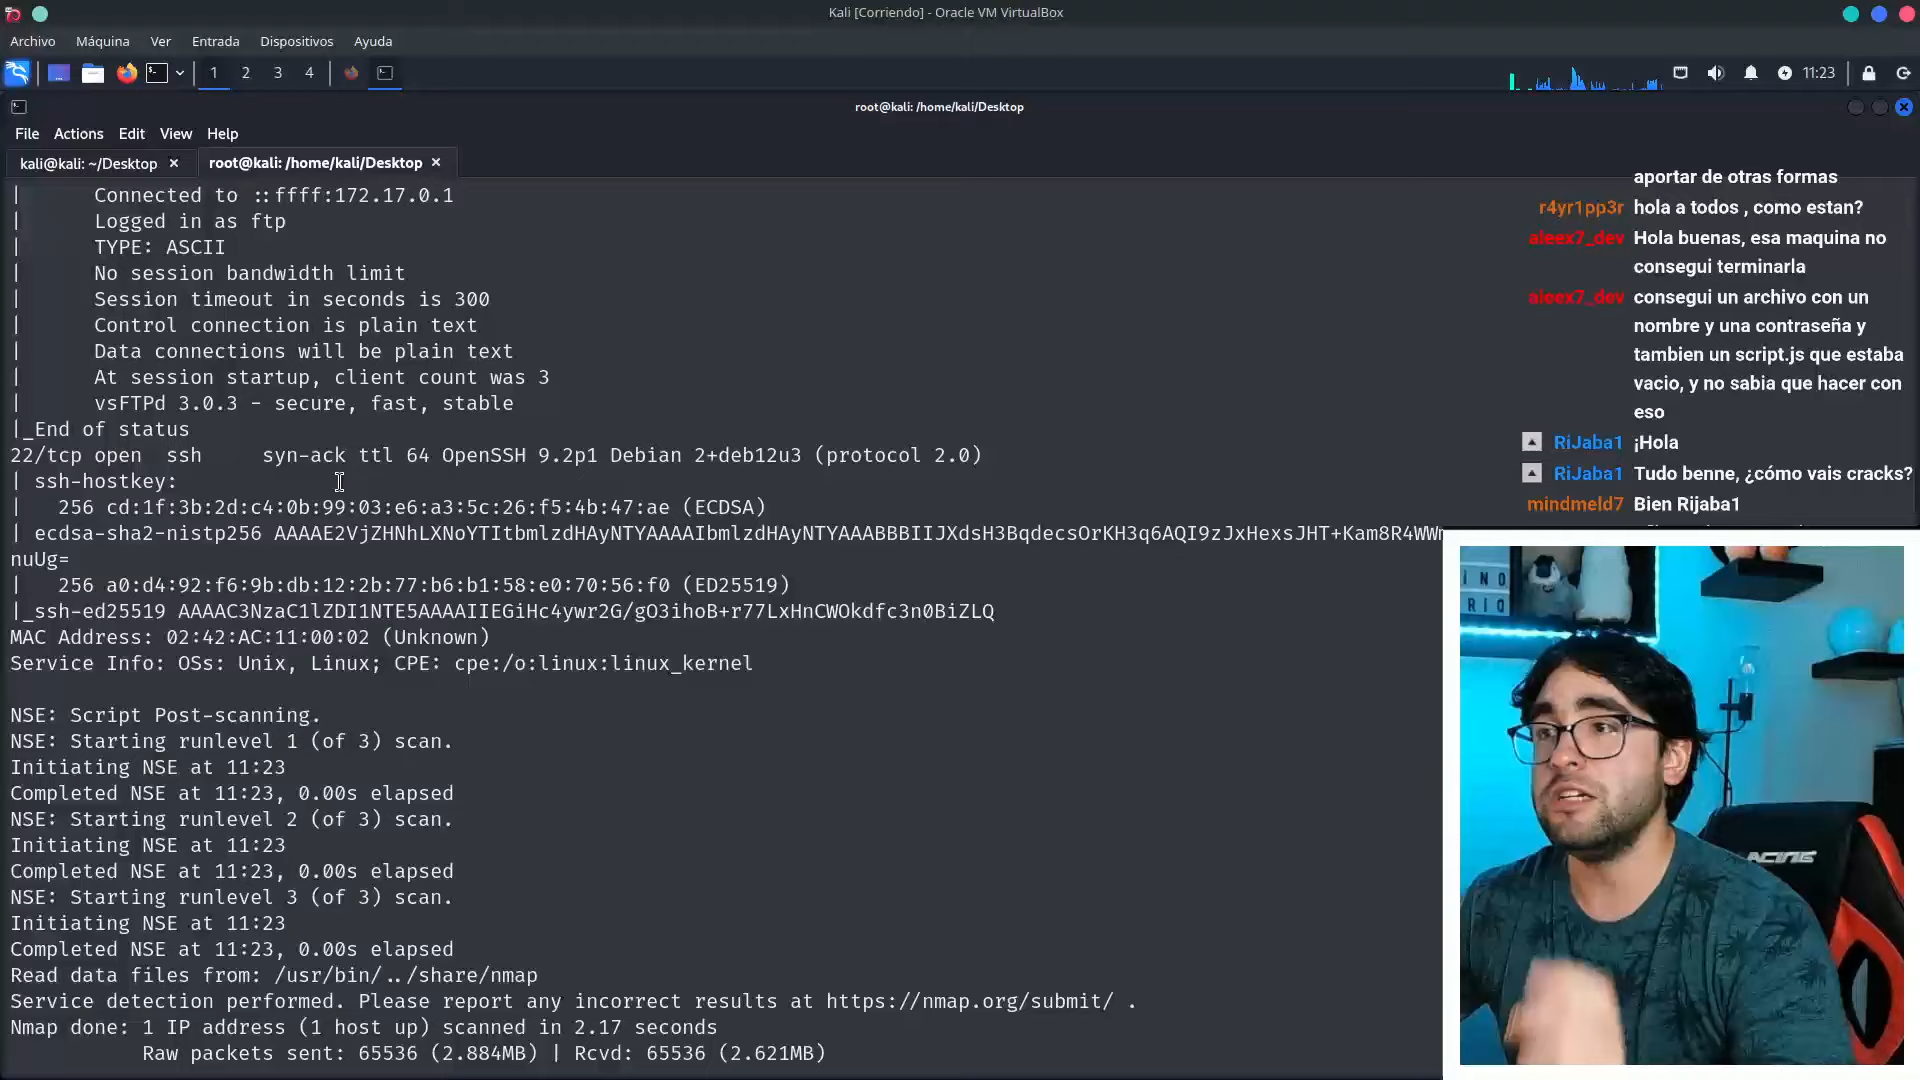 Kali [Corriendo] - Oracle VM VirtualBox
Archivo Máquina Ver Entrada Dispositivos Ayuda
1 2 3 4 11:23
root@kali: /home/kali/Desktop
File Actions Edit View Help
kali@kali: ~/Desktop × root@kali: /home/kali/Desktop ×
| Connected to ::ffff:172.17.0.1
| Logged in as ftp
| TYPE: ASCII
| No session bandwidth limit
| Session timeout in seconds is 300
| Control connection is plain text
| Data connections will be plain text
| At session startup, client count was 3
| vsFTPd 3.0.3 - secure, fast, stable
|_End of status
22/tcp open ssh syn-ack ttl 64 OpenSSH 9.2p1 Debian 2+deb12u3 (protocol 2.0)
| ssh-hostkey:
| 256 cd:1f:3b:2d:c4:0b:99:03:e6:a3:5c:26:f5:4b:47:ae (ECDSA)
| ecdsa-sha2-nistp256 AAAAE2VjZHNhLXNoYTItbmlzdHAyNTYAAAAIbmlzdHAyNTYAAABBBIIJXdsH3BqdecsOrKH3q6AQI9zJxHexsJHT+Kam8R4WW
nuUg=
| 256 a0:d4:92:f6:9b:db:12:2b:77:b6:b1:58:e0:70:56:f0 (ED25519)
|_ssh-ed25519 AAAAC3NzaC1lZDI1NTE5AAAAIIEGiHc4ywr2G/gO3ihoB+r77LxHnCWOkdfc3n0BiZLQ
MAC Address: 02:42:AC:11:00:02 (Unknown)
Service Info: OSs: Unix, Linux; CPE: cpe:/o:linux:linux_kernel
NSE: Script Post-scanning.
NSE: Starting runlevel 1 (of 3) scan.
Initiating NSE at 11:23
Completed NSE at 11:23, 0.00s elapsed
NSE: Starting runlevel 2 (of 3) scan.
Initiating NSE at 11:23
Completed NSE at 11:23, 0.00s elapsed
NSE: Starting runlevel 3 (of 3) scan.
Initiating NSE at 11:23
Completed NSE at 11:23, 0.00s elapsed
Read data files from: /usr/bin/../share/nmap
Service detection performed. Please report any incorrect results at https://nmap.org/submit/ .
Nmap done: 1 IP address (1 host up) scanned in 2.17 seconds
Raw packets sent: 65536 (2.884MB) | Rcvd: 65536 (2.621MB)
aportar de otras formas
r4yr1pp3r hola a todos , como estan?
aleex7_dev Hola buenas, esa maquina no
consegui terminarla
aleex7_dev consegui un archivo con un
nombre y una contraseña y
tambien un script.js que estaba
vacio, y no sabia que hacer con
eso
RiJaba1 ¡Hola
RiJaba1 Tudo benne, ¿cómo vais cracks?
mindmeld7 Bien Rijaba1
INO
RIO
ACING